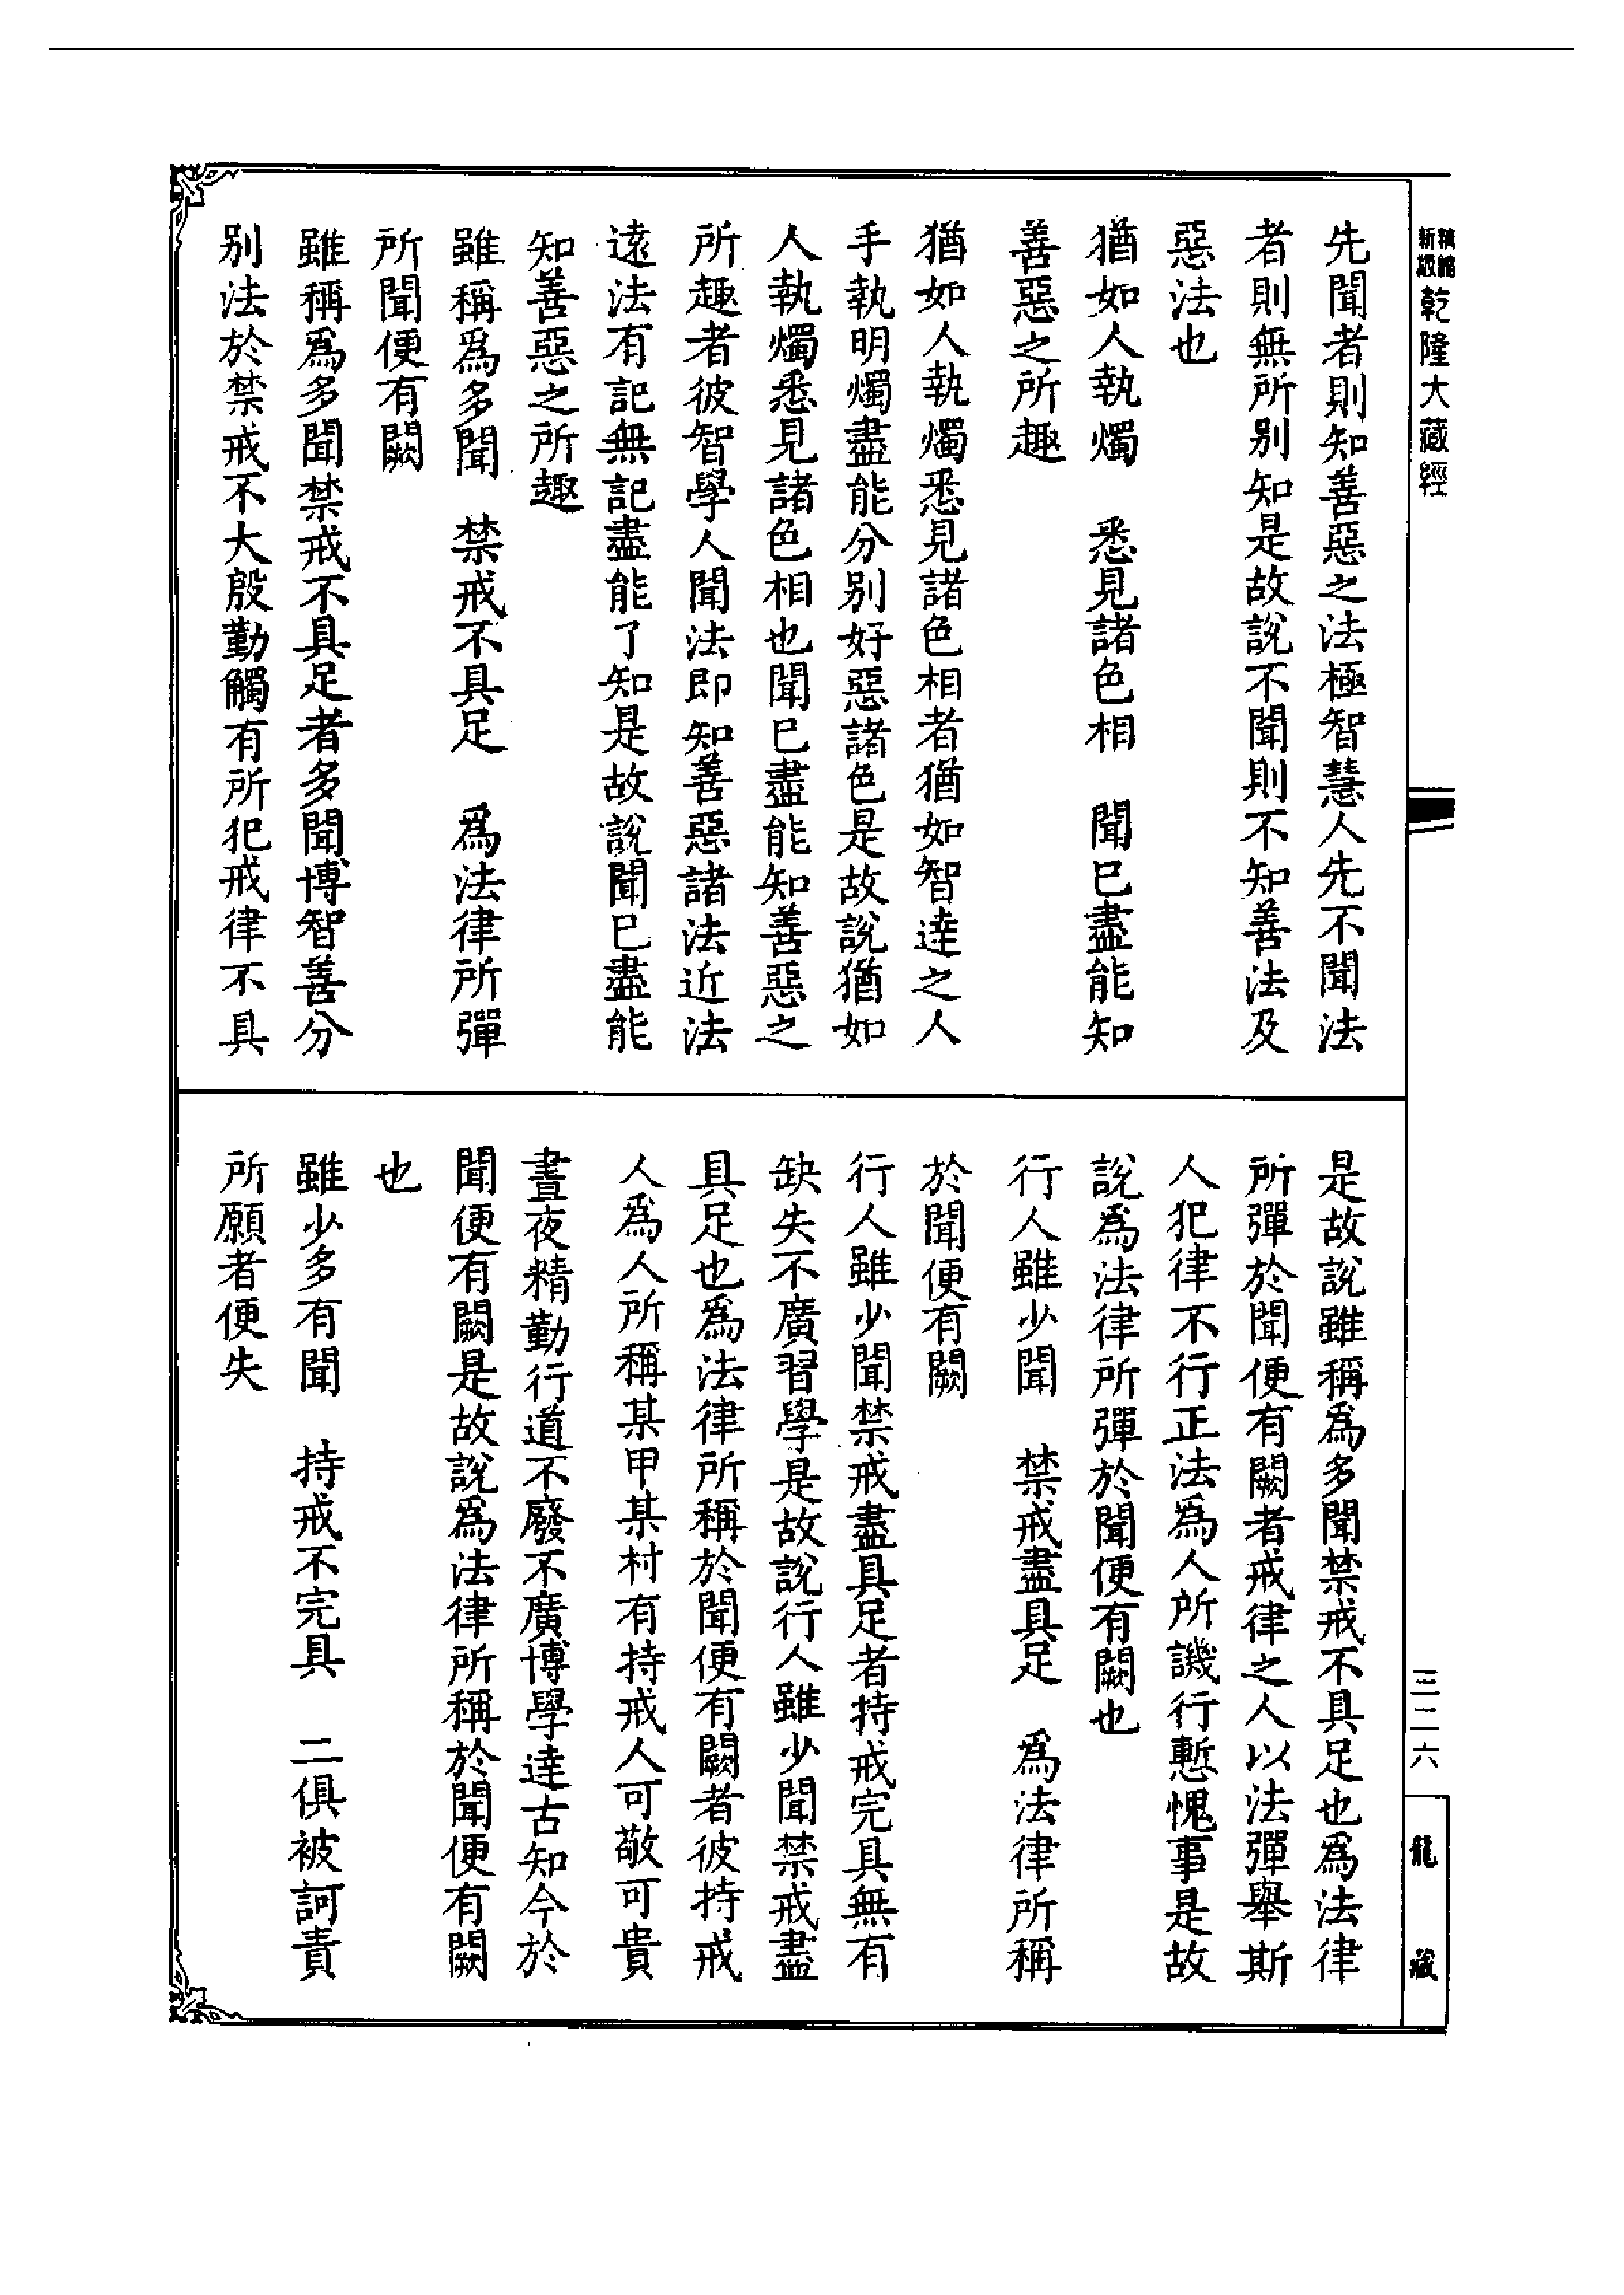 新編
縮版
乾隆大藏經
三二六
龍藏
先聞者則知善惡之法極智慧人先不聞法
者則無所別知是故說不聞則不知善法及
惡法也
猶如人執燭　悉見諸色相　聞已盡能知
善惡之所趣
猶如人執燭悉見諸色相者猶如智達之人
手執明燭盡能分別好惡諸色是故說猶如
人執燭悉見諸色相也聞已盡能知善惡之
所趣者彼智學人聞法即知善惡諸法近法
遠法有記無記盡能了知是故說聞已盡能
知善惡之所趣
雖稱為多聞　禁戒不具足　為法律所彈
所聞便有闕
雖稱為多聞禁戒不具足者多聞博智善分
別法於禁戒不大殷勤觸有所犯戒律不具
是故說雖稱為多聞禁戒不具足也為法律
所彈於聞便有闕者戒律之人以法彈舉斯
人犯律不行正法為人所譏行慙愧事是故
說為法律所彈於聞便有闕也
行人雖少聞　禁戒盡具足　為法律所稱
於聞便有闕
行人雖少聞禁戒盡具足者持戒完具無有
缺失不廣習學是故說行人雖少聞禁戒盡
具足也為法律所稱於聞便有闕者彼持戒
人為人所稱某甲某村有持戒人可敬可貴
晝夜精勤行道不廢不廣博學達古知今於
聞便有闕是故說為法律所稱於聞便有闕
也
雖少多有聞　持戒不完具　二俱被訶責
所願者便失